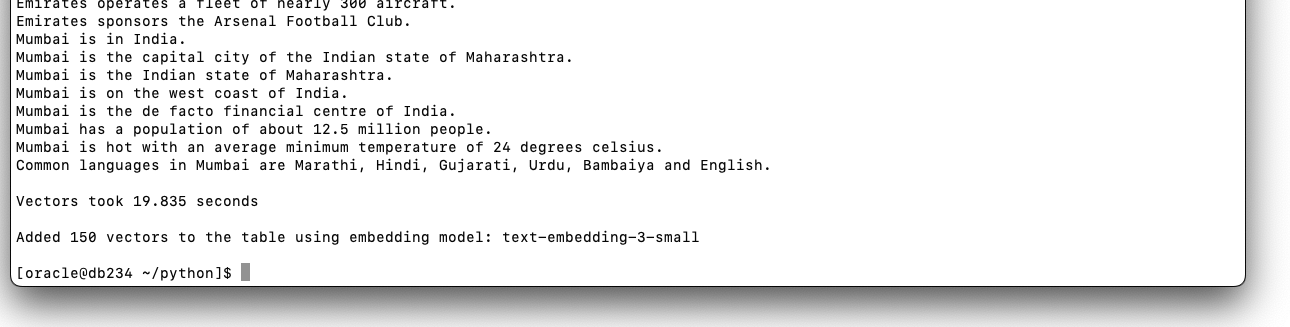 Emirates operates a fleet of nearly 300 aircraft.
Emirates sponsors the Arsenal Football Club.
Mumbai is in India.
Mumbai is the capital city of the Indian state of Maharashtra.
Mumbai is the Indian state of Maharashtra.
Mumbai is on the west coast of India.
Mumbai is the de facto financial centre of India.
Mumbai has a population of about 12.5 million people.
Mumbai is hot with an average minimum temperature of 24 degrees celsius.
Common languages in Mumbai are Marathi, Hindi, Gujarati, Urdu, Bambaiya and English.
Vectors took 19.835 seconds
Added 150 vectors to the table using embedding model: text-embedding-3-small
[oracle@db234 ~/python]$